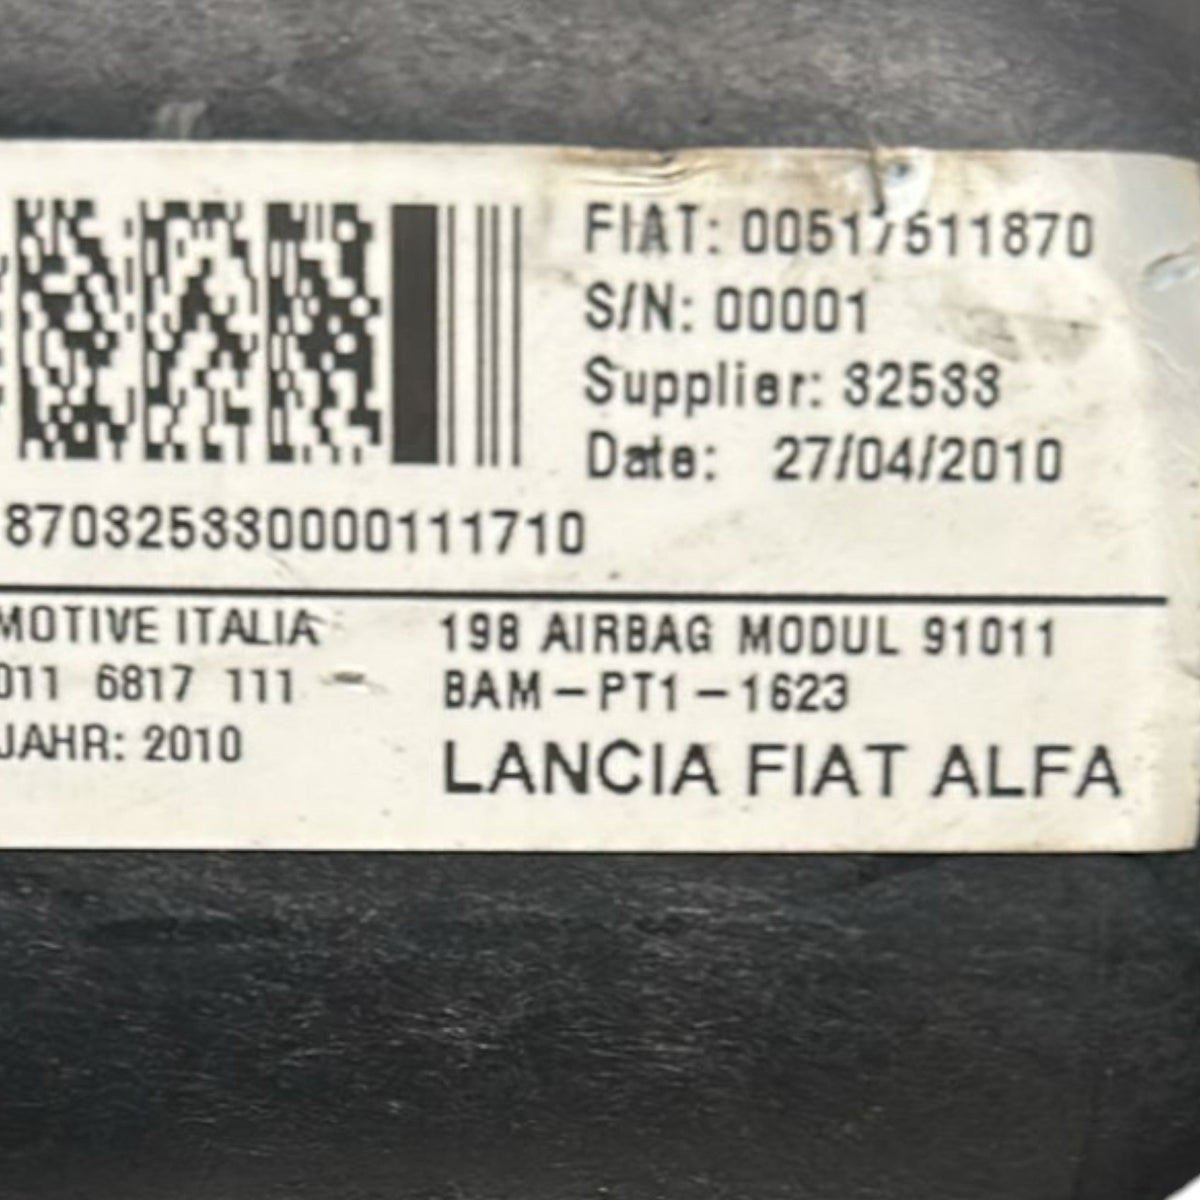 FIAT: 00517511870
S/N: 00001
Supplier: 32533
Date: 27/04/2010
870325330000111710
MOTIVE ITALIA
011 6817 111
JAHR: 2010
198 AIRBAG MODUL 91011
BAM-PT1-1623
LANCIA FIAT ALFA